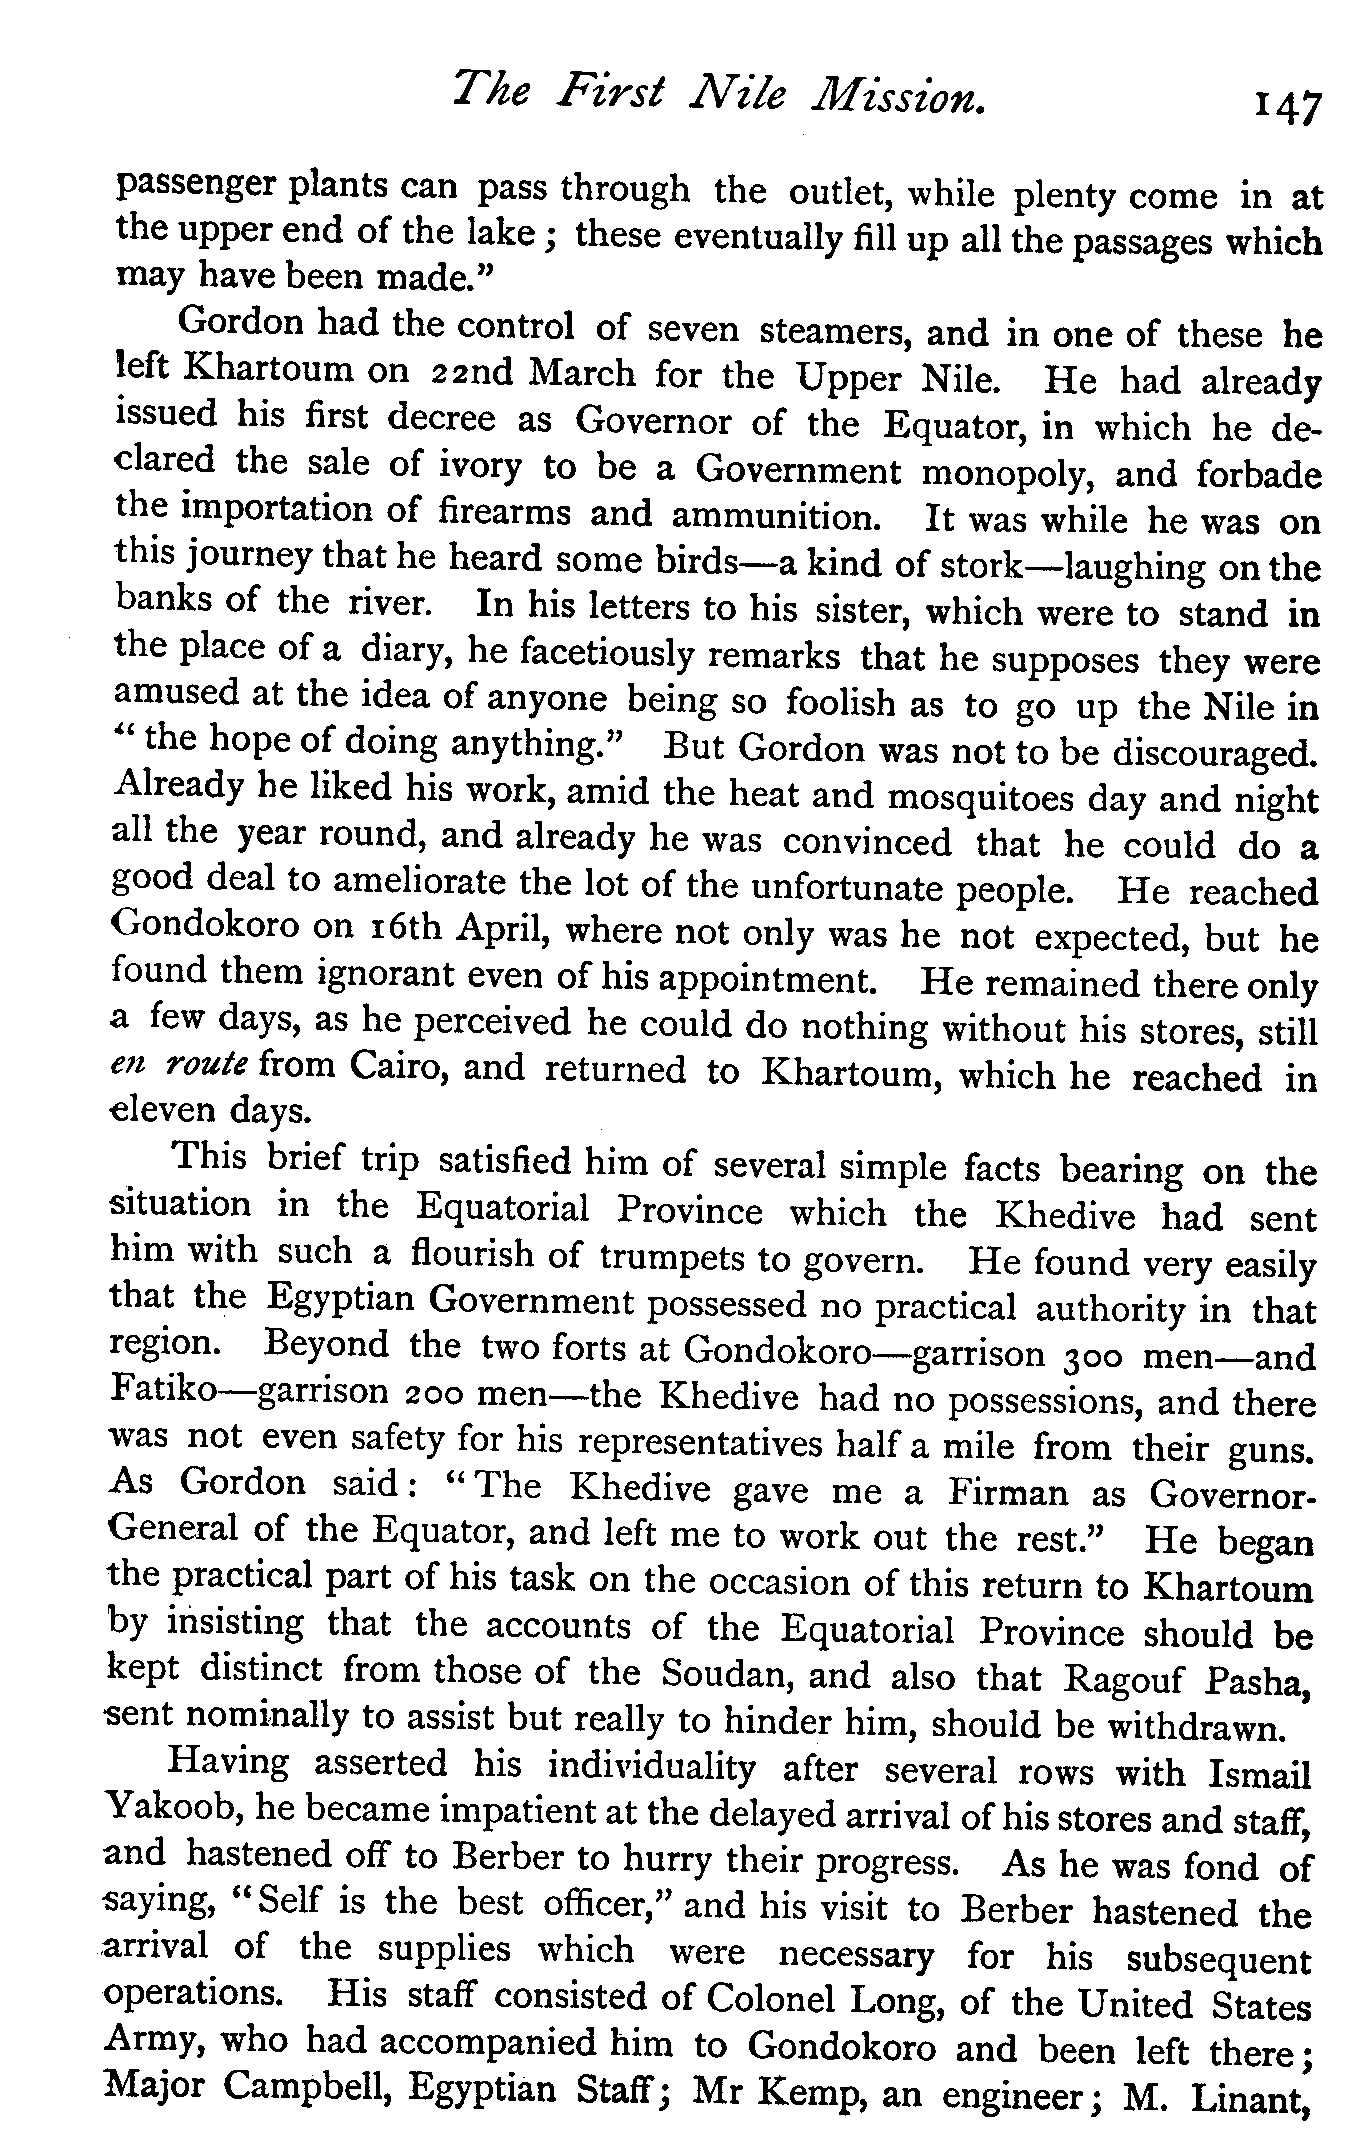 The First Nile Mission. 147
passenger plants can pass through the outlet, while plenty come in at
the upper end of the lake ; these eventually fill up all the passages which
may have been made.”
Gordon had the control of seven steamers, and in one of these he
left Khartoum on 22nd March for the Upper Nile. He had already
issued his first decree as Governor of the Equator, in which he de-
clared the sale of ivory to be a Government monopoly, and forbade
the importation of firearms and ammunition. It was while he was on
this journey that he heard some birds—a kind of stork—laughing on the
banks of the river. In his letters to his sister, which were to stand in
the place of a diary, he facetiously remarks that he supposes they were
amused at the idea of anyone being so foolish as to go up the Nile in
“ the hope of doing anything.” But Gordon was not to be discouraged.
Already he liked his work, amid the heat and mosquitoes day and night
all the year round, and already he was convinced that he could do a
good deal to ameliorate the lot of the unfortunate people. He reached
Gondokoro on 16th April, where not only was he not expected, but he
found them ignorant even of his appointment. He remained there only
a few days, as he perceived he could do nothing without his stores, still
en route from Cairo, and returned to Khartoum, which he reached in
eleven days.
This brief trip satisfied him of several simple facts bearing on the
situation in the Equatorial Province which the Khedive had sent
him with such a flourish of trumpets to govern. He found very easily
that the Egyptian Government possessed no practical authority in that
region. Beyond the two forts at Gondokoro—garrison 300 men—and
Fatiko—garrison 200 men—the Khedive had no possessions, and there
was not even safety for his representatives half a mile from their guns.
As Gordon said : “ The Khedive gave me a Firman as Governor-
General of the Equator, and left me to work out the rest.” He began
the practical part of his task on the occasion of this return to Khartoum
by insisting that the accounts of the Equatorial Province should be
kept distinct from those of the Soudan, and also that Ragouf Pasha,
sent nominally to assist but really to hinder him, should be withdrawn.
Having asserted his individuality after several rows with Ismail
Yakoob, he became impatient at the delayed arrival of his stores and staff,
and hastened off to Berber to hurry their progress. As he was fond of
saying, “Self is the best officer,” and his visit to Berber hastened the
arrival of the supplies which were necessary for his subsequent
operations. His staff consisted of Colonel Long, of the United States
Army, who had accompanied him to Gondokoro and been left there ;
Major Campbell, Egyptian Staff ; Mr Kemp, an engineer ; M. Linant,